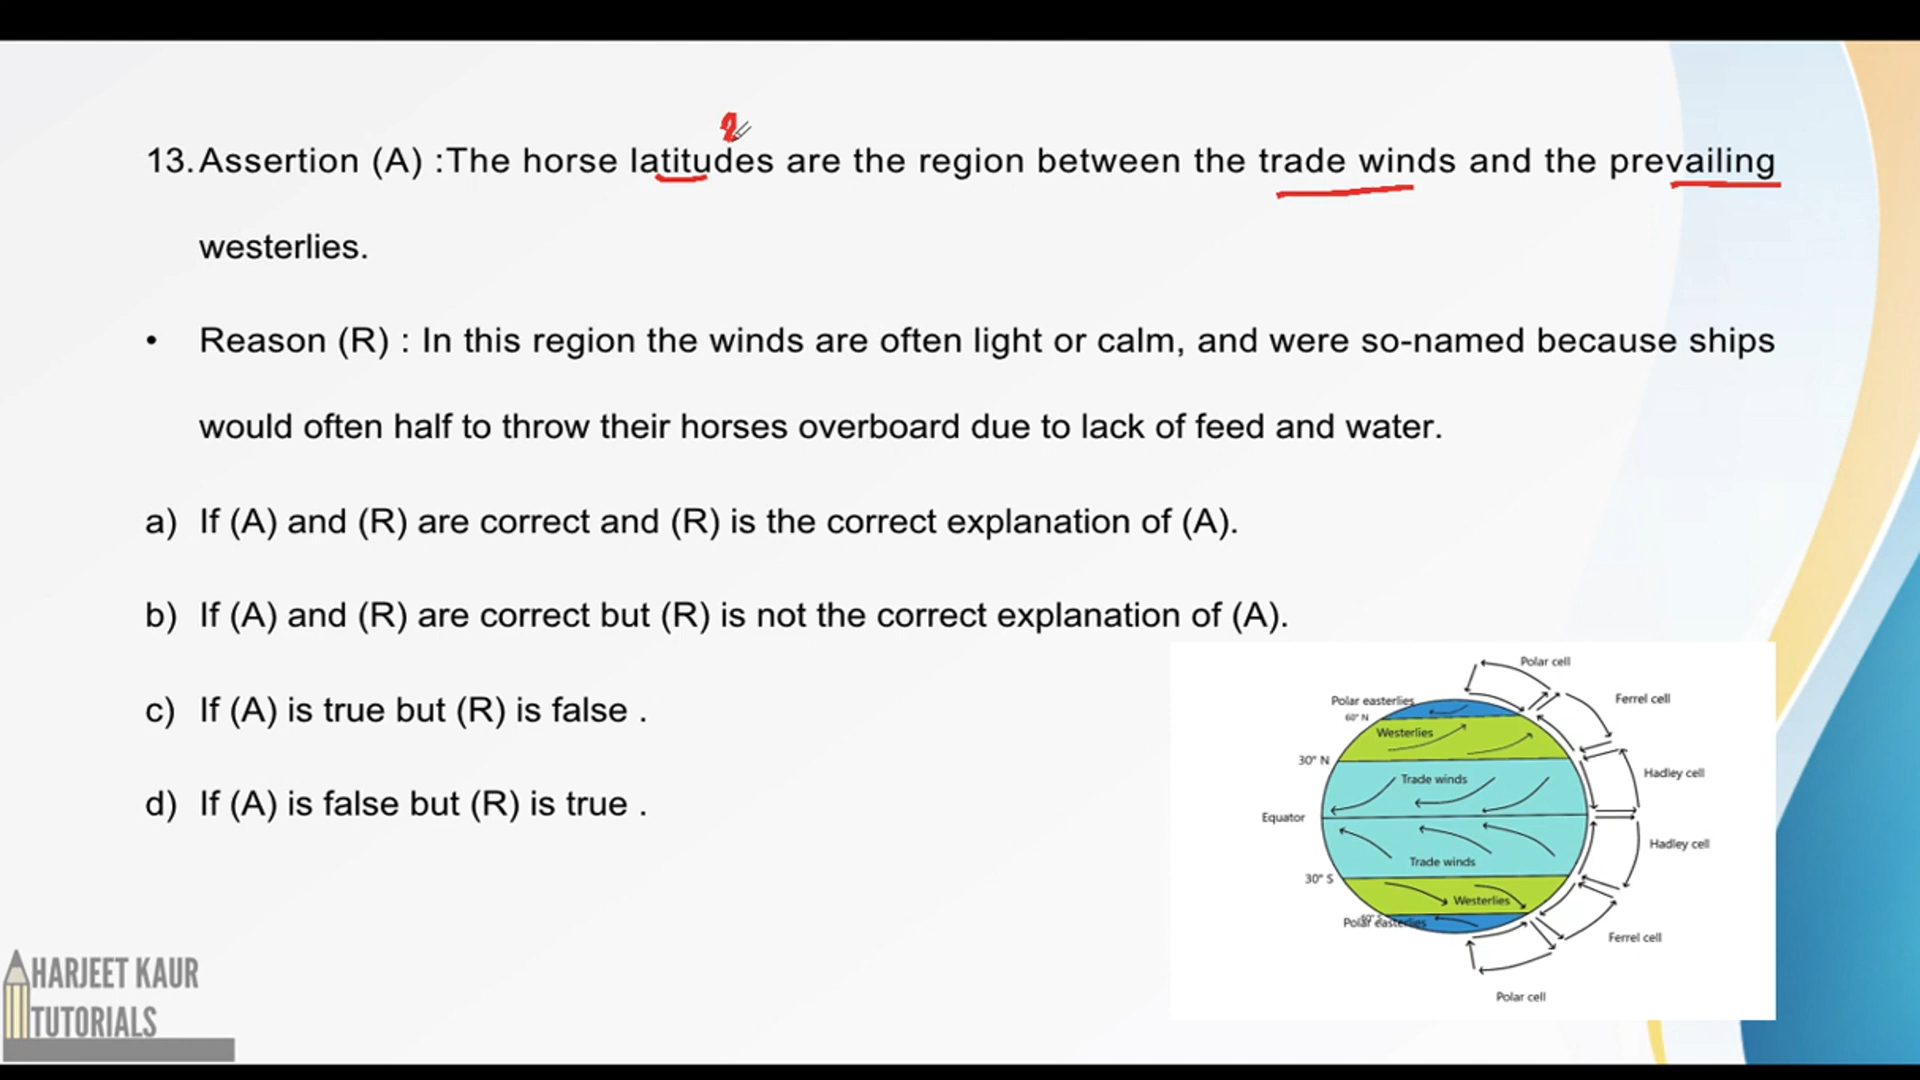 13. Assertion (A) :The horse latitudes are the region between the trade winds and the prevailing
westerlies.
• Reason (R) : In this region the winds are often light or calm, and were so-named because ships
would often half to throw their horses overboard due to lack of feed and water.
a) If (A) and (R) are correct and (R) is the correct explanation of (A).
b) If (A) and (R) are correct but (R) is not the correct explanation of (A).
c) If (A) is true but (R) is false .
d) If (A) is false but (R) is true .
Polar cell
Polar easterlies
Ferrel cell
60° N
Westerlies
30° N
Trade winds
Hadley cell
Equator
Hadley cell
Trade winds
30° S
Westerlies
60° S
Polar easterlies
Ferrel cell
Polar cell
HARJEET KAUR
TUTORIALS